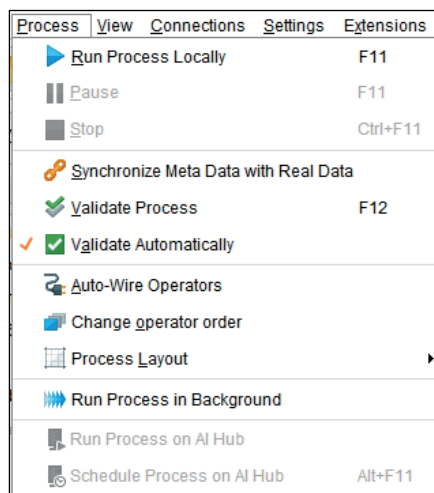 Process View Connections Settings Extensions
Run Process Locally F11
Pause F11
Stop Ctrl+F11
Synchronize Meta Data with Real Data
Validate Process F12
Validate Automatically
Auto-Wire Operators
Change operator order
Process Layout
Run Process in Background
Run Process on AI Hub
Schedule Process on AI Hub Alt+F11